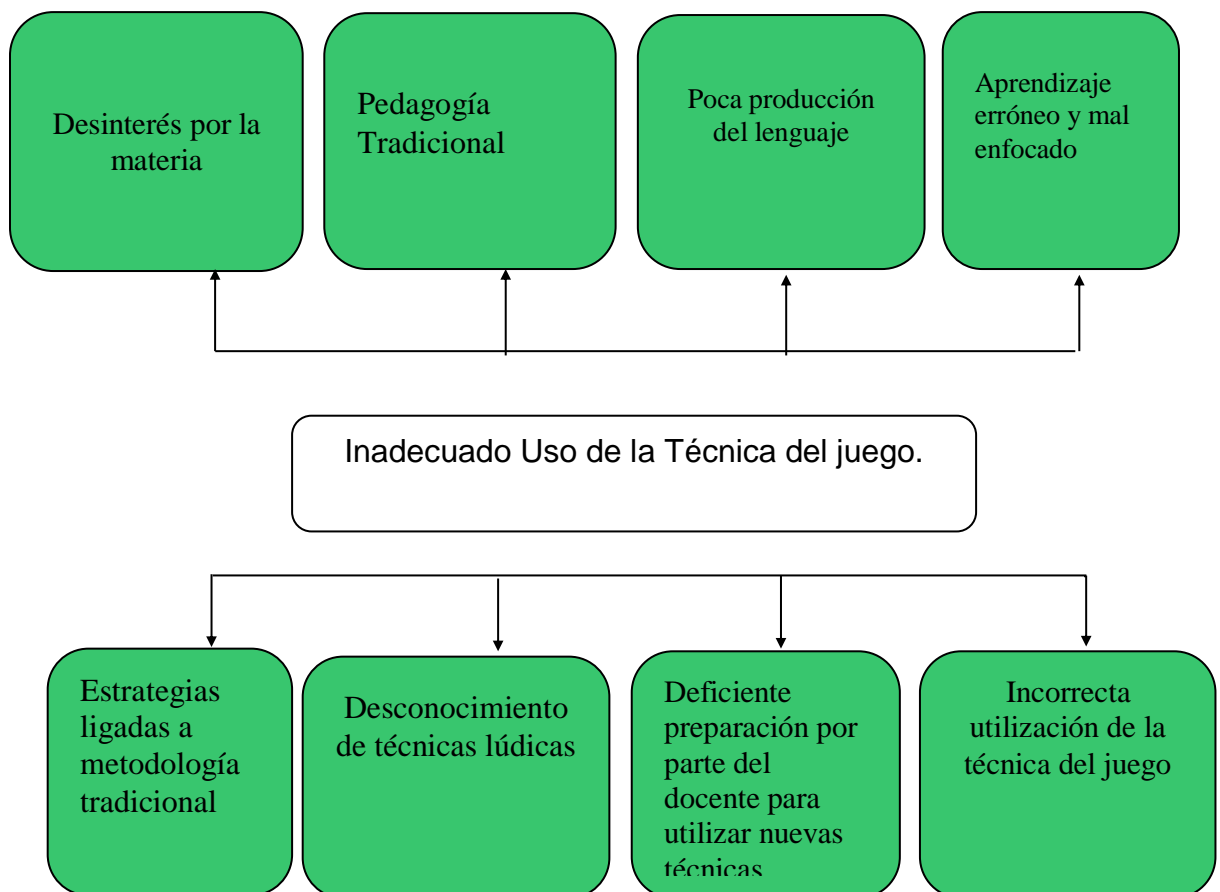 Desinterés por la
materia
Pedagogía
Tradicional
Poca producción
del lenguaje
Aprendizaje
erróneo y mal
enfocado
Inadecuado Uso de la Técnica del juego.
Estrategias
ligadas a
metodología
tradicional
Desconocimiento
de técnicas lúdicas
Deficiente
preparación por
parte del
docente para
utilizar nuevas
técnicas
Incorrecta
utilización de la
técnica del juego